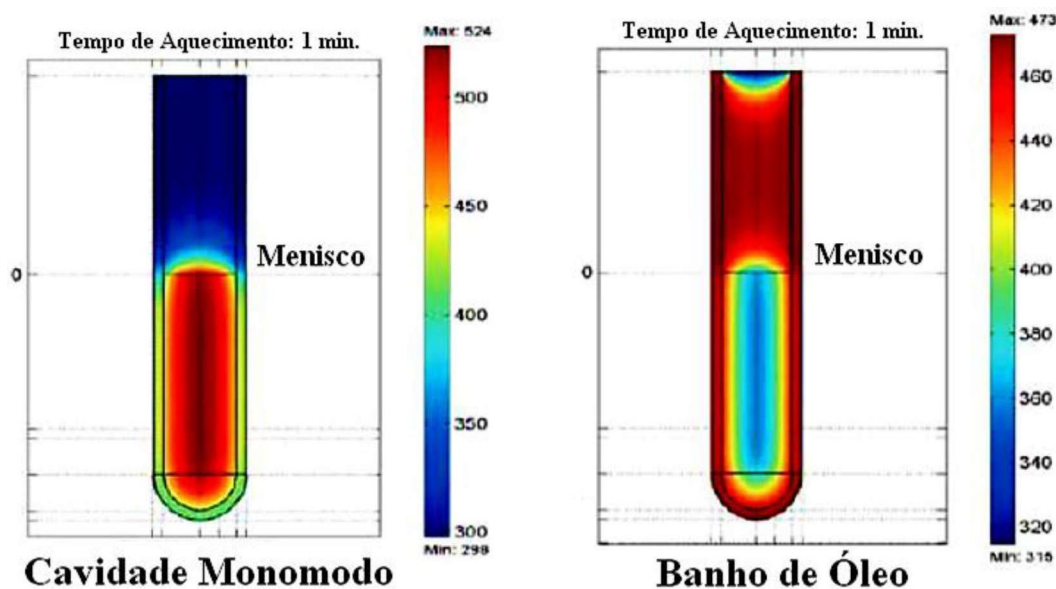 Max: 524
Tempo de Aquecimento: 1 min.
500
450
400
350
300
Min: 298
0
Menisco
Cavidade Monomodo
Max: 473
Tempo de Aquecimento: 1 min.
460
440
420
400
380
360
340
320
Min: 315
0
Menisco
Banho de Óleo